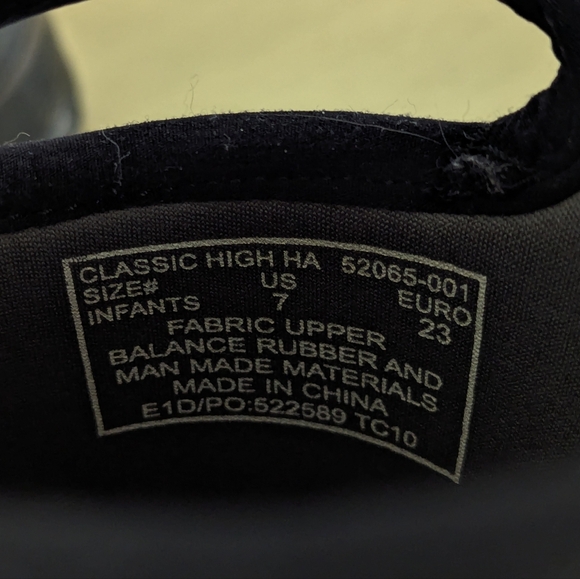 CLASSIC HIGH HA 52065-001
SIZE# US EURO
INFANTS 7 23
FABRIC UPPER
BALANCE RUBBER AND
MAN MADE MATERIALS
MADE IN CHINA
E1D/PO:522589 TC10